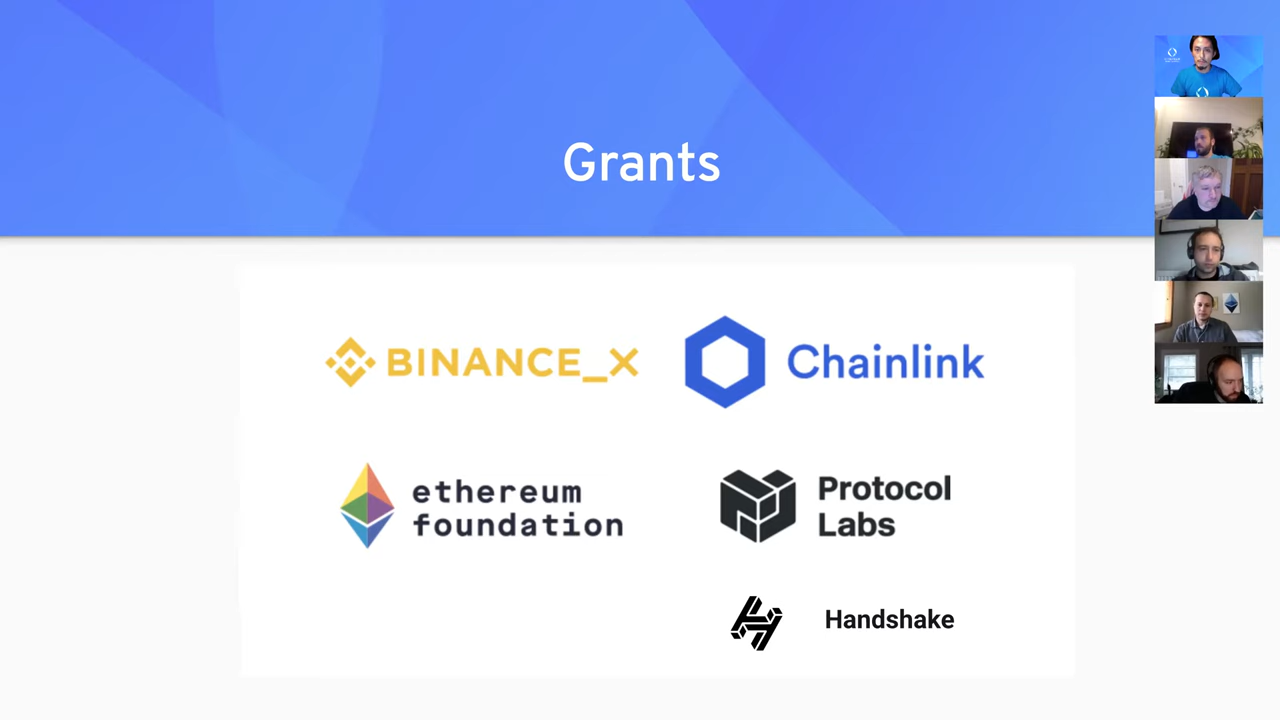 Grants
BINANCE_X
Chainlink
ethereum
foundation
Protocol
Labs
Handshake